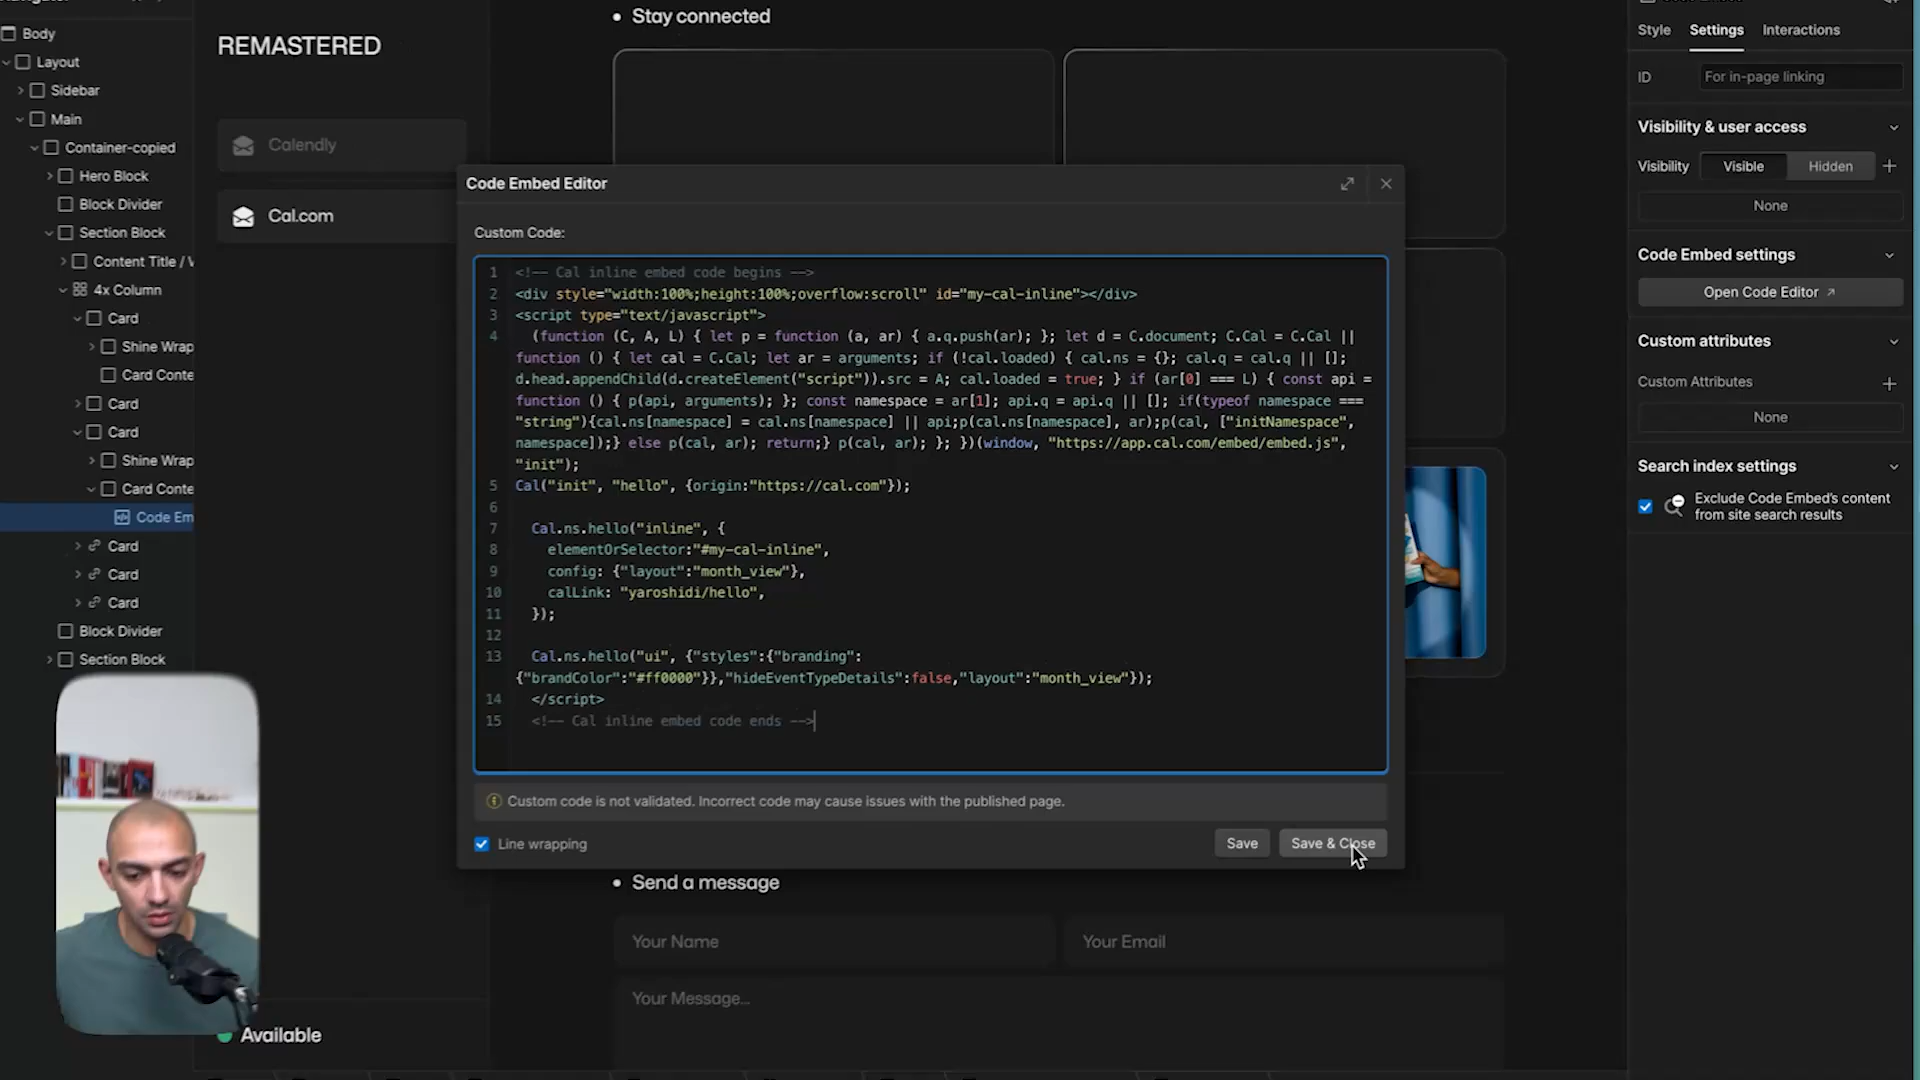 Body
Layout
Sidebar
Main
Container-copied
Hero Block
Block Divider
Section Block
Content Title / V
4x Column
Card
Shine Wrap
Card Conte
Card
Card
Shine Wrap
Card Conte
Code Em
Card
Card
Card
Block Divider
Section Block
REMASTERED
Calendly
Cal.com
Available
Stay connected
Code Embed Editor
Custom Code:
1 <!-- Cal inline embed code begins -->
2 <div style="width:100%;height:100%;overflow:scroll" id="my-cal-inline"></div>
3 <script type="text/javascript">
4 (function (C, A, L) { let p = function (a, ar) { a.q.push(ar); }; let d = C.document; C.Cal = C.Cal ||
function () { let cal = C.Cal; let ar = arguments; if (!cal.loaded) { cal.ns = {}; cal.q = cal.q || [];
d.head.appendChild(d.createElement("script")).src = A; cal.loaded = true; } if (ar[0] === L) { const api =
function () { p(api, arguments); }; const namespace = ar[1]; api.q = api.q || []; if(typeof namespace ===
"string"){cal.ns[namespace] = cal.ns[namespace] || api;p(cal.ns[namespace], ar);p(cal, ["initNamespace",
namespace]);} else p(cal, ar); return;} p(cal, ar); }; })(window, "https://app.cal.com/embed/embed.js",
"init");
5 Cal("init", "hello", {origin:"https://cal.com"});
6
7 Cal.ns.hello("inline", {
8 elementOrSelector:"#my-cal-inline",
9 config: {"layout":"month_view"},
10 calLink: "yaroshidi/hello",
11 });
12
13 Cal.ns.hello("ui", {"styles":{"branding":
{"brandColor":"#ff0000"}},"hideEventTypeDetails":false,"layout":"month_view"});
14 </script>
15 <!-- Cal inline embed code ends -->
Custom code is not validated. Incorrect code may cause issues with the published page.
Line wrapping
Save
Save & Close
Send a message
Your Name
Your Email
Your Message...
Style
Settings
Interactions
ID
For in-page linking
Visibility & user access
Visibility
Visible
Hidden
None
Code Embed settings
Open Code Editor
Custom attributes
Custom Attributes
None
Search index settings
Exclude Code Embed's content
from site search results